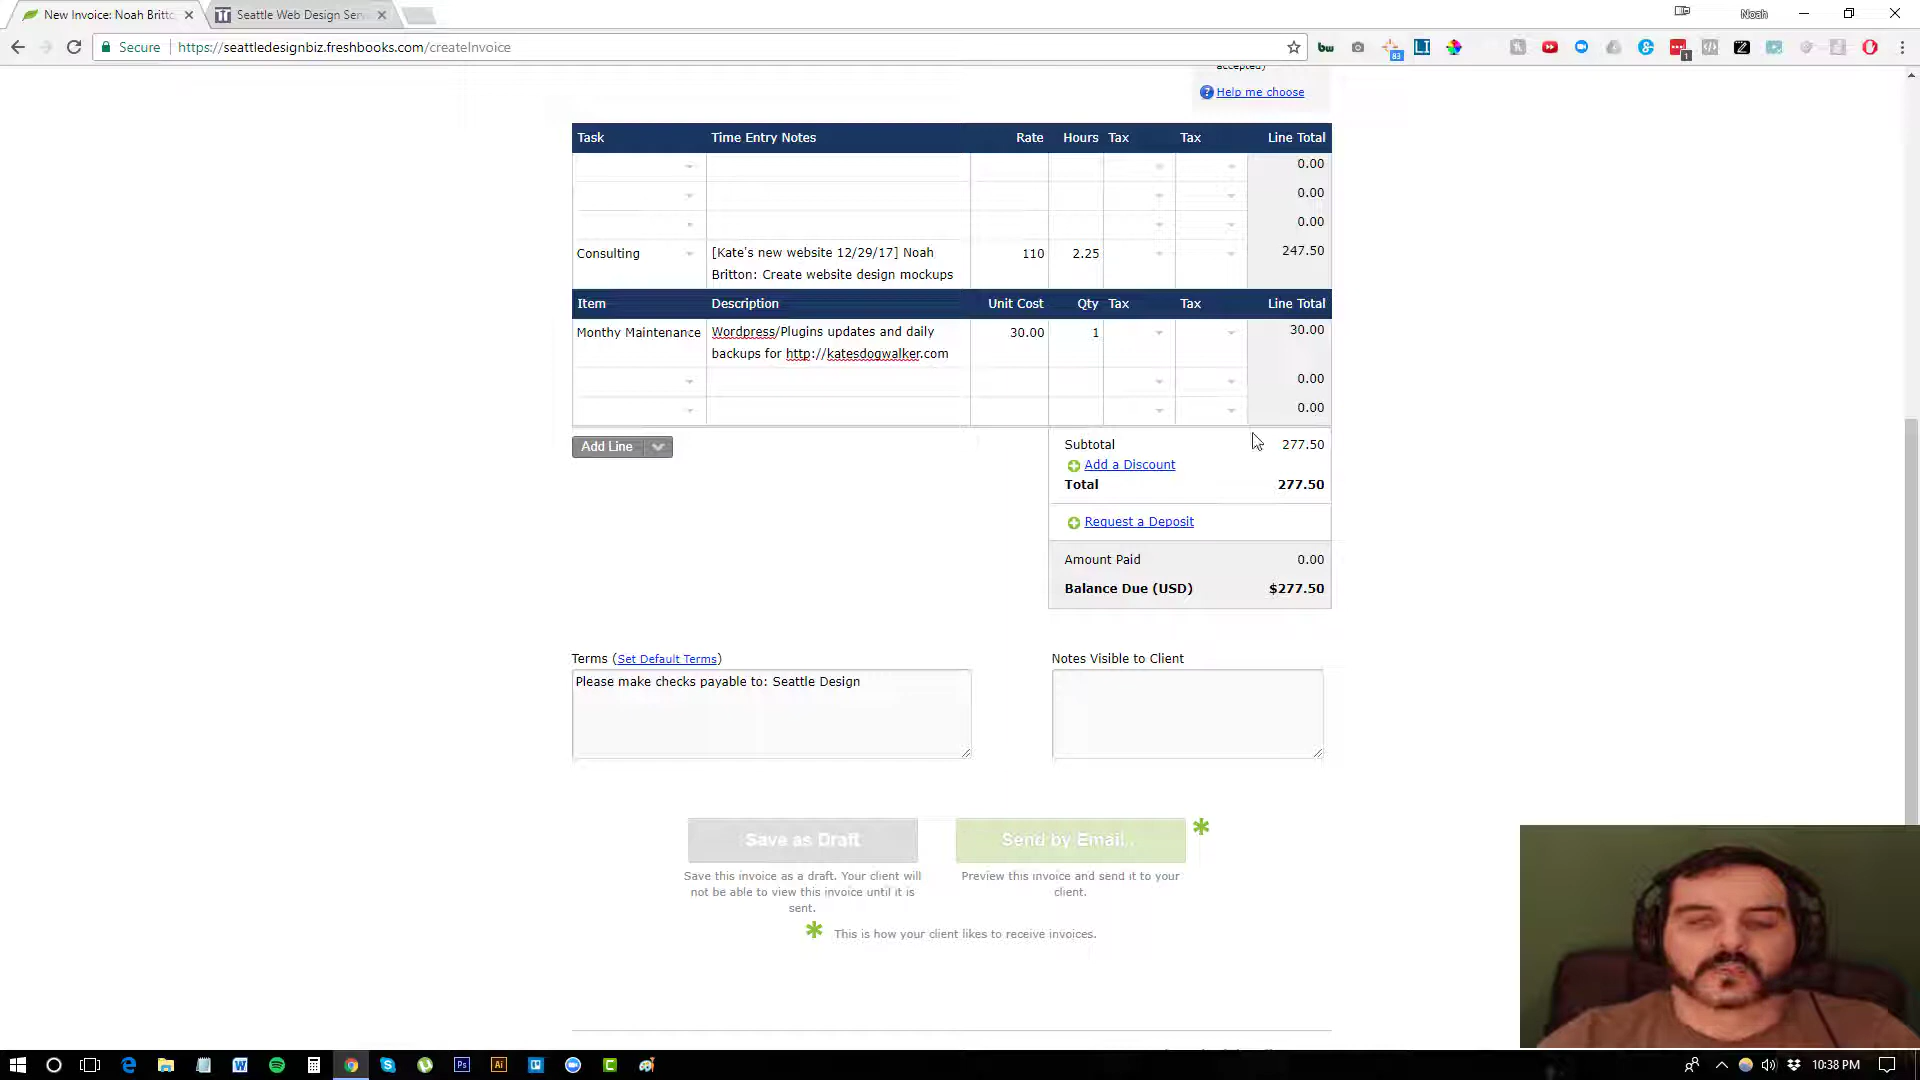 New Invoice: Noah Britto
Seattle Web Design Serv
Noah
Secure
https://seattledesignbiz.freshbooks.com/createInvoice
83
1
accepted)
Help me choose
Task Time Entry Notes Rate Hours Tax Tax Line Total
0.00
0.00
0.00
Consulting [Kate's new website 12/29/17] Noah 110 2.25 247.50
Britton: Create website design mockups
Item Description Unit Cost Qty Tax Tax Line Total
Monthy Maintenance Wordpress/Plugins updates and daily 30.00 1 30.00
backups for http://katesdogwalker.com
0.00
0.00
Add Line
Subtotal 277.50
Add a Discount
Total 277.50
Request a Deposit
Amount Paid 0.00
Balance Due (USD) $277.50
Terms (Set Default Terms)
Please make checks payable to: Seattle Design
Notes Visible to Client
Save as Draft
Send by Email..
Save this invoice as a draft. Your client will
not be able to view this invoice until it is
sent.
Preview this invoice and send it to your
client.
This is how your client likes to receive invoices.
10:38 PM